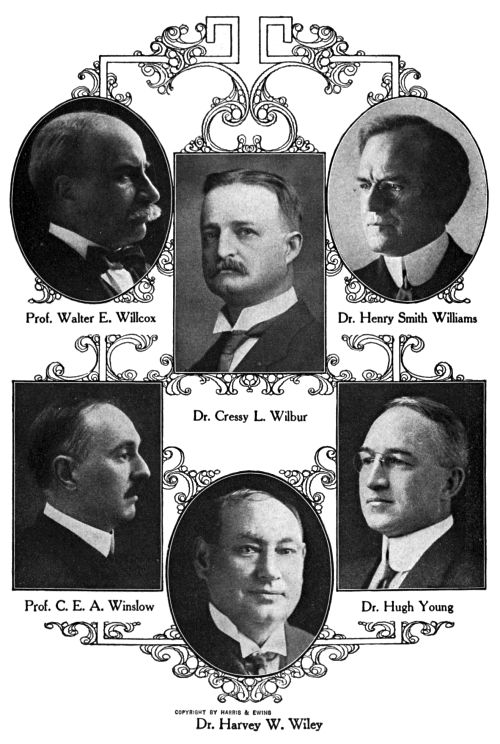 Prof. Walter E. Willcox
Dr. Henry Smith Williams
Dr. Cressy L. Wilbur
Prof. C. E. A. Winslow
Dr. Hugh Young
COPYRIGHT BY HARRIS & EWING
Dr. Harvey W. Wiley